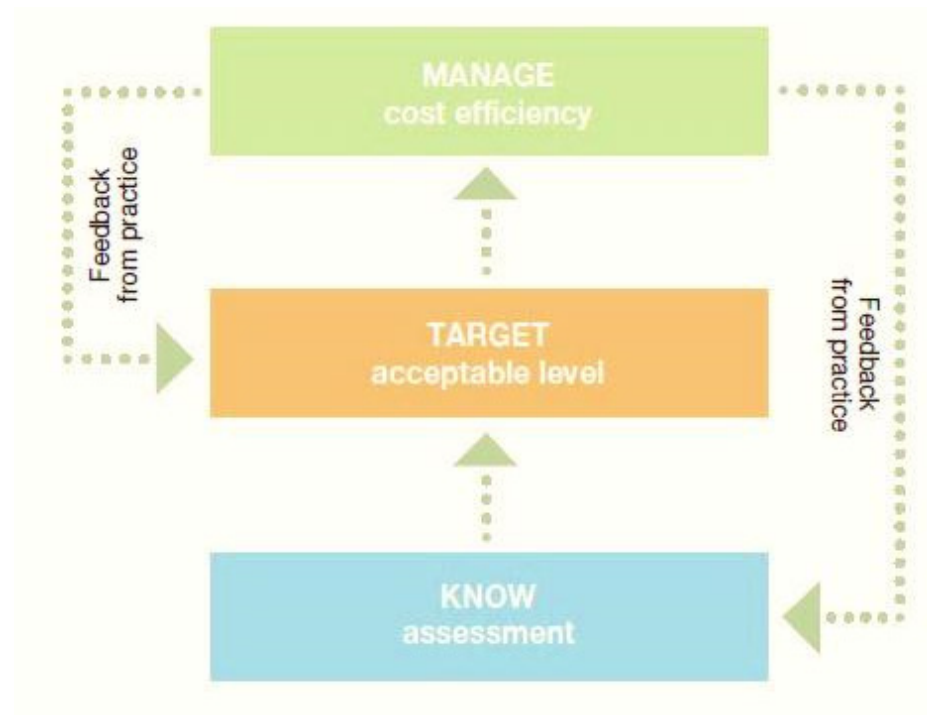 MANAGE
cost efficiency
Feedback
from practice
TARGET
acceptable level
Feedback
from practice
KNOW
assessment